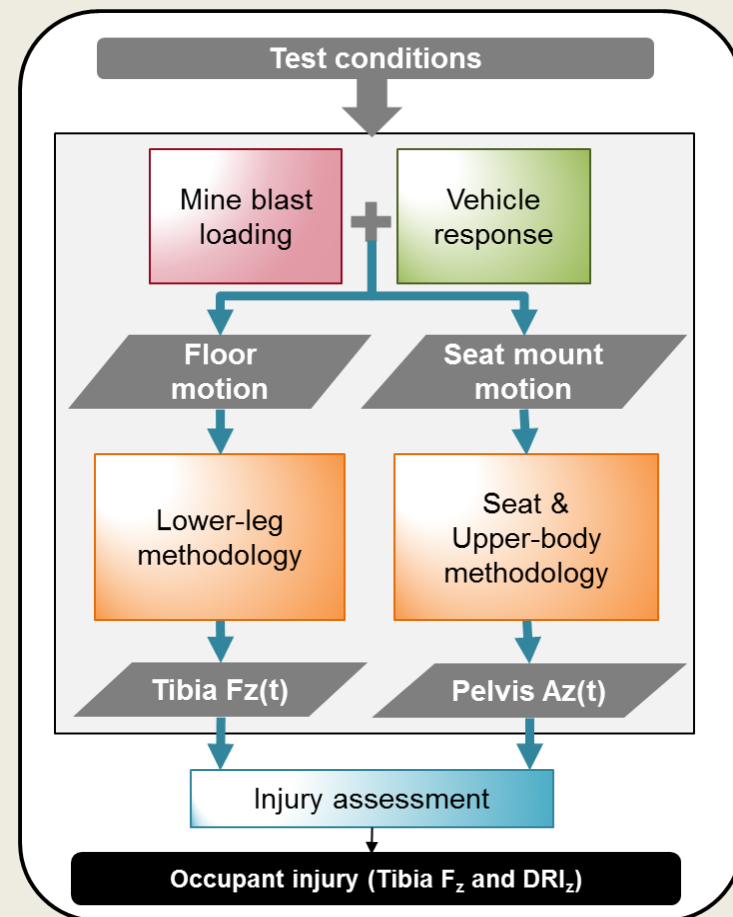 Test conditions
Mine blast
loading
+
Vehicle
response
Floor
motion
Seat mount
motion
Lower-leg
methodology
Seat &
Upper-body
methodology
Tibia Fz(t)
Pelvis Az(t)
Injury assessment
Occupant injury (Tibia Fz and DRIz)